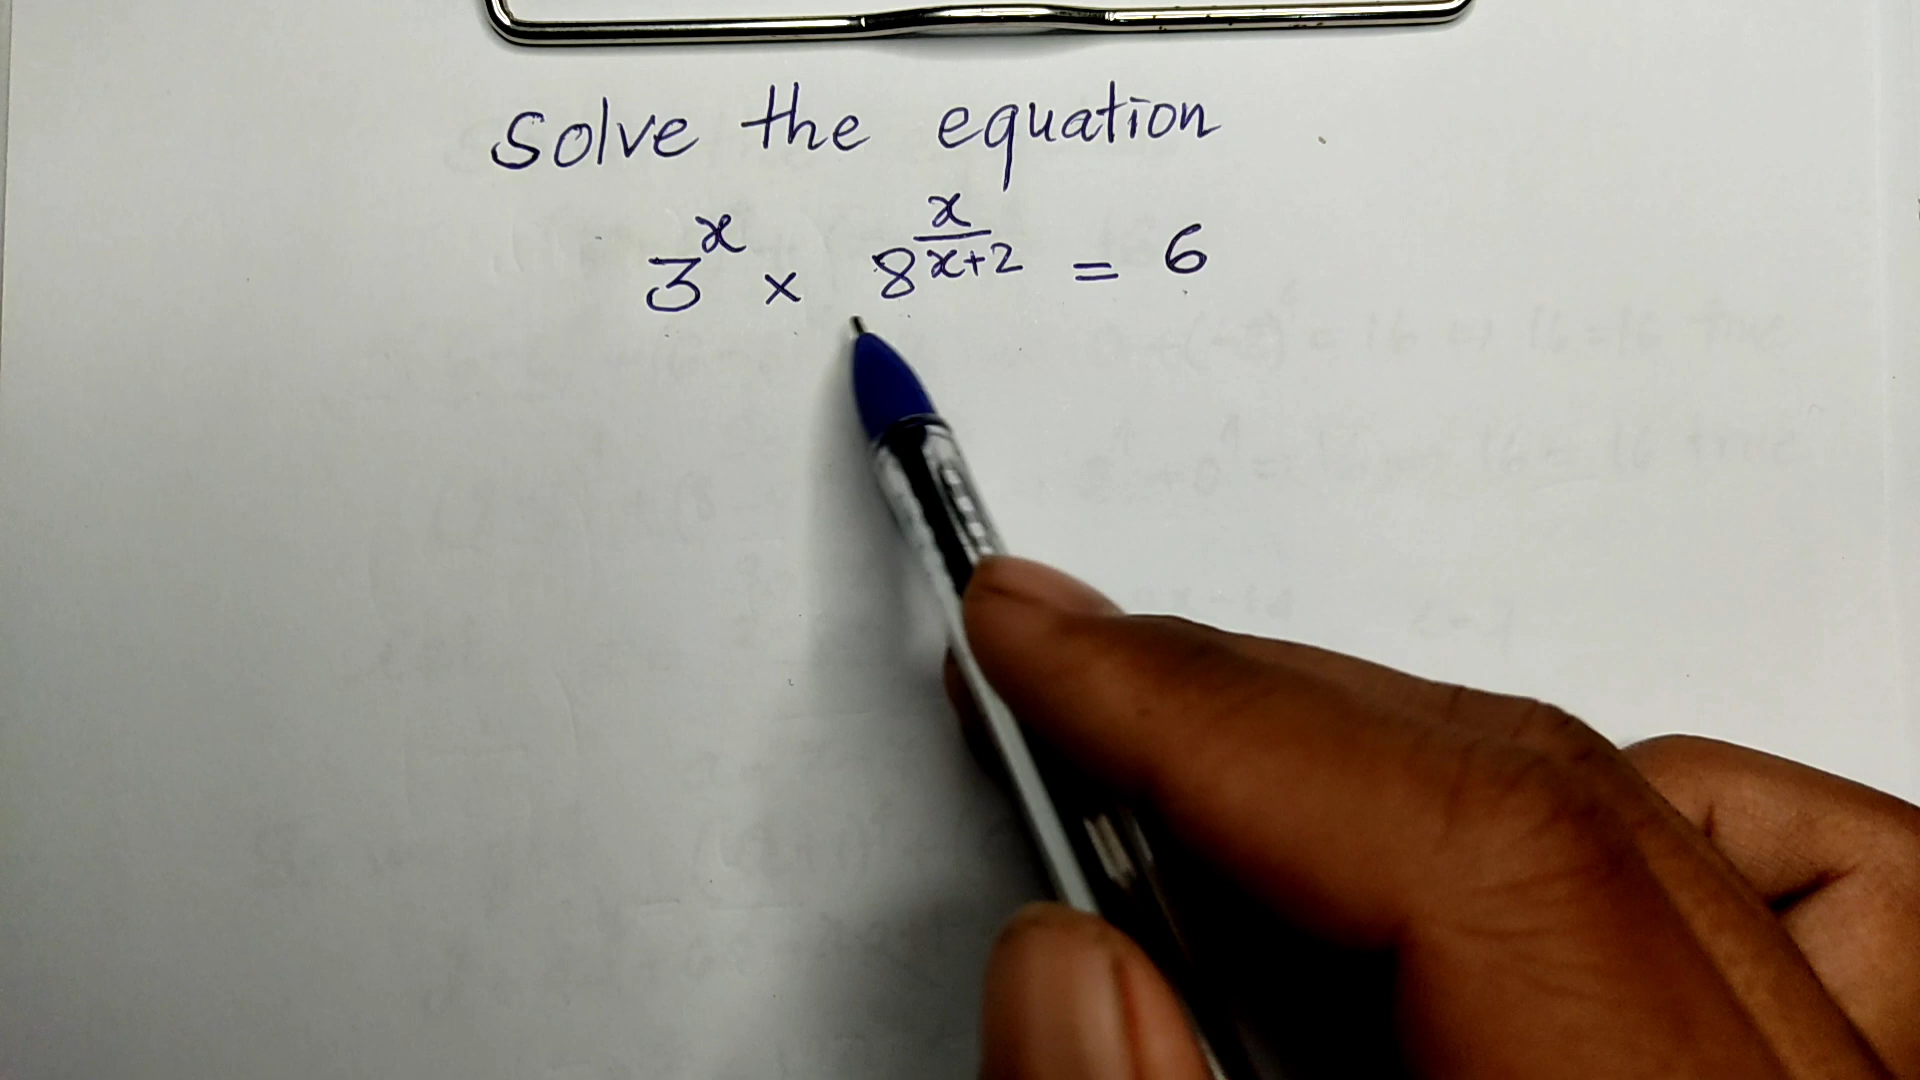 Solve the equation
3^x × 8^(x/(x+2)) = 6